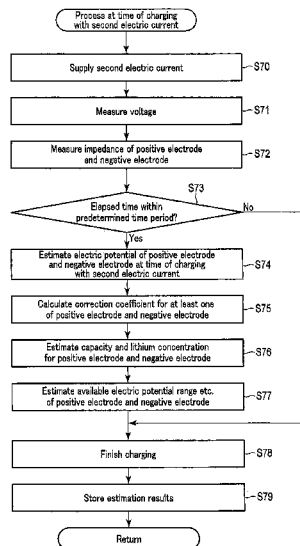 Process at time of charging
with second electric current
Supply second electric current
S70
Measure voltage
S71
Measure impedance of positive electrode
and negative electrode
S72
S73
Elapsed time within
predetermined time period?
No
Yes
Estimate electric potential of positive electrode
and negative electrode at time of charging
with second electric current
S74
Calculate correction coefficient for at least one
of positive electrode and negative electrode
S75
Estimate capacity and lithium concentration
for positive electrode and negative electrode
S76
Estimate available electric potential range etc.
of positive electrode and negative electrode
S77
Finish charging
S78
Store estimation results
S79
Return